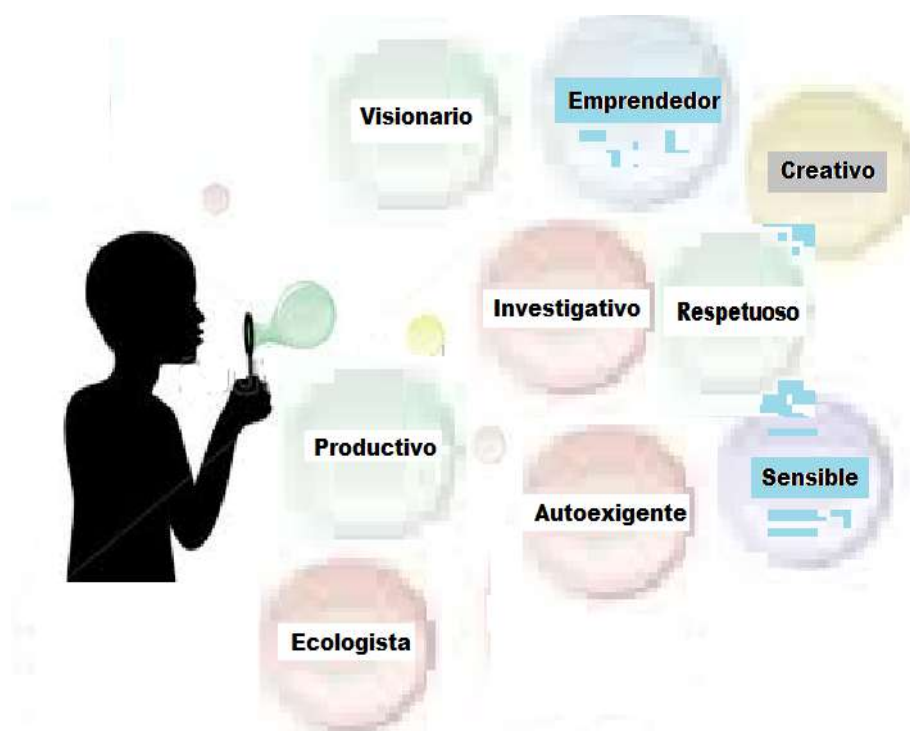 Visionario
Emprendedor
Creativo
Investigativo
Respetuoso
Productivo
Sensible
Autoexigente
Ecologista